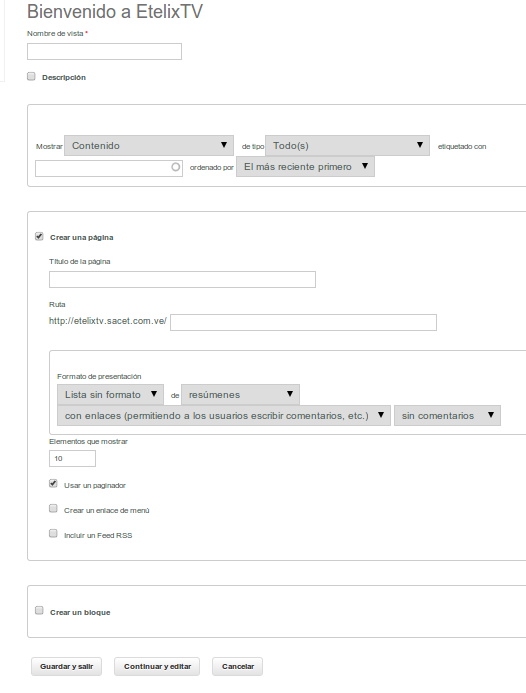 Bienvenido a EtelixTV
Nombre de vista *
Descripción
Mostrar Contenido de tipo Todo(s) etiquetado con
ordenado por El más reciente primero
Crear una página
Título de la página
Ruta
http://etelixtv.sacet.com.ve/
Formato de presentación
Lista sin formato de resúmenes
con enlaces (permitiendo a los usuarios escribir comentarios, etc.) sin comentarios
Elementos que mostrar
10
Usar un paginador
Crear un enlace de menú
Incluir un Feed RSS
Crear un bloque
Guardar y salir Continuar y editar Cancelar